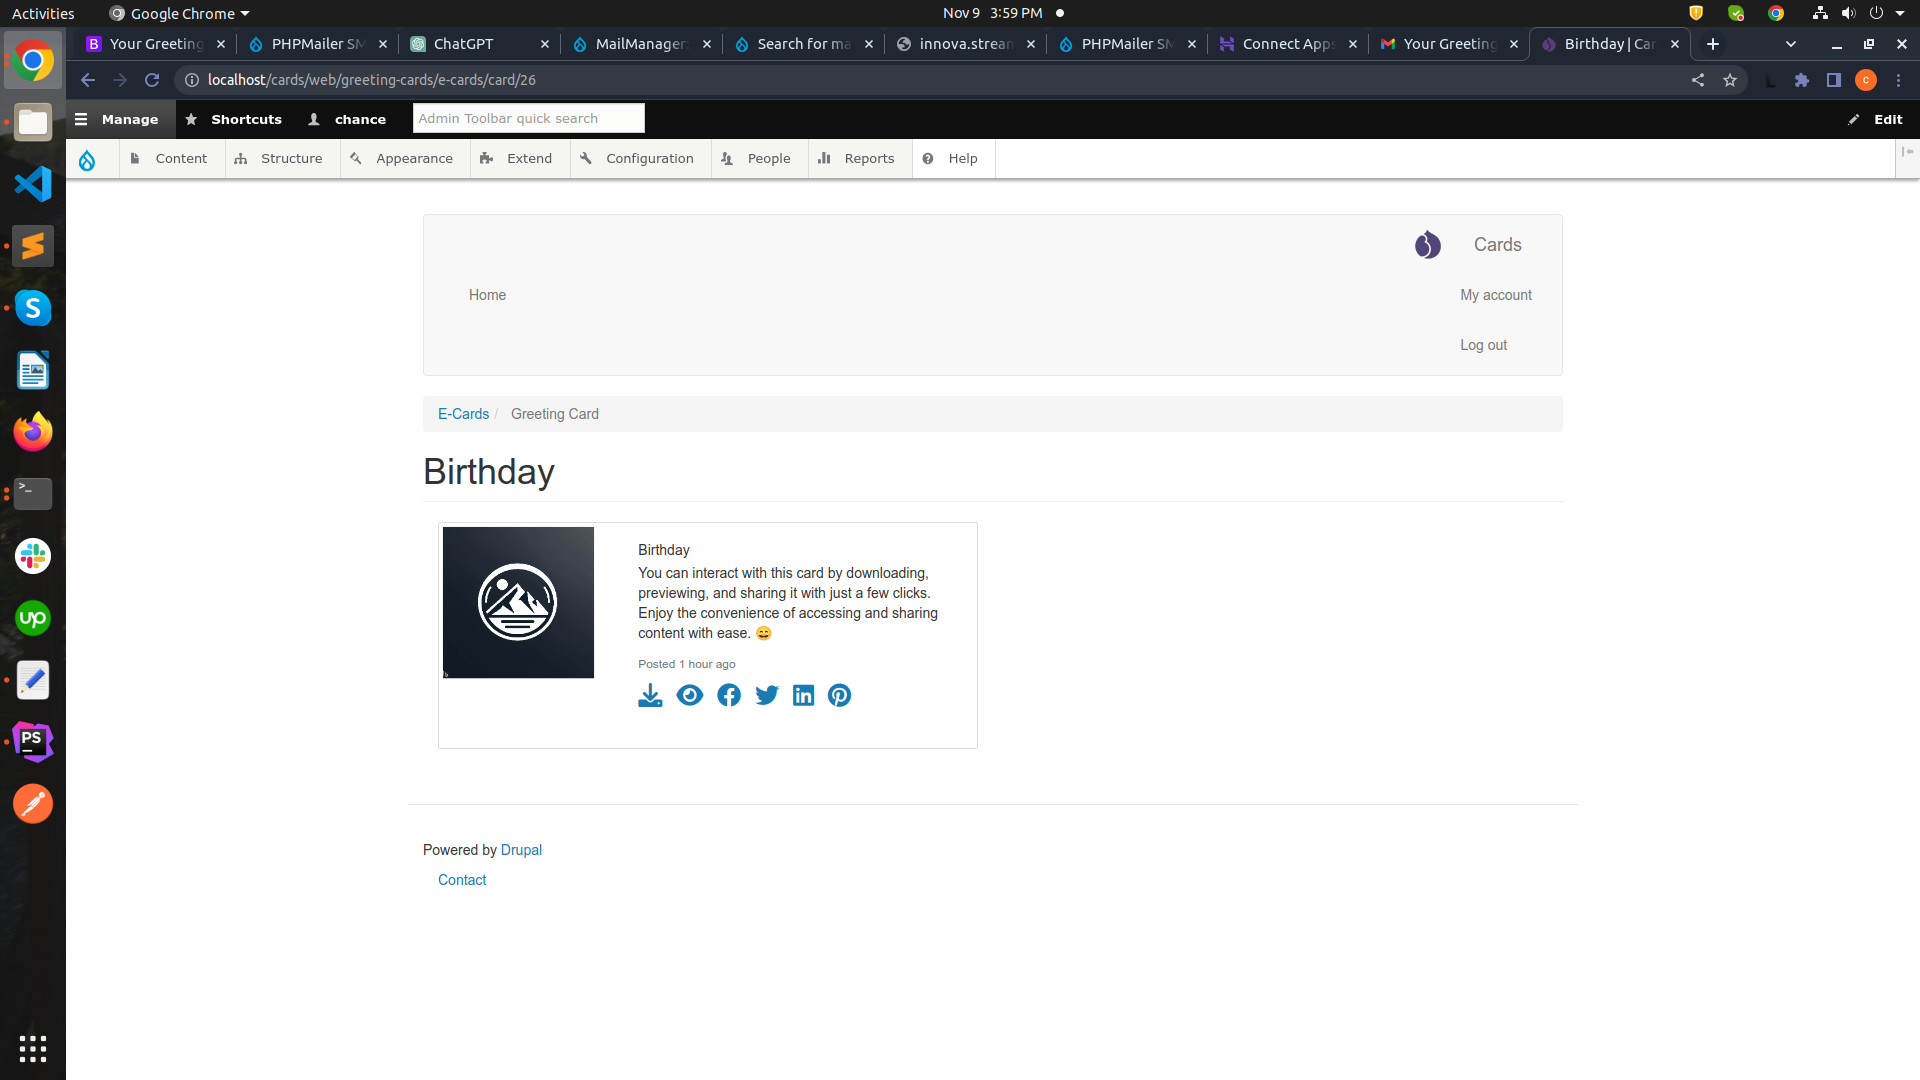 Activities Google Chrome Nov 9 3:59 PM
Your Greeting PHPMailer SM ChatGPT MailManager: Search for ma innova.stream PHPMailer SM Connect Apps Your Greeting Birthday | Car
localhost/cards/web/greeting-cards/e-cards/card/26
Manage Shortcuts chance Admin Toolbar quick search Edit
Content Structure Appearance Extend Configuration People Reports Help
Cards
Home My account
Log out
E-Cards / Greeting Card
Birthday
Birthday
You can interact with this card by downloading,
previewing, and sharing it with just a few clicks.
Enjoy the convenience of accessing and sharing
content with ease. 😄
Posted 1 hour ago
Powered by Drupal
Contact